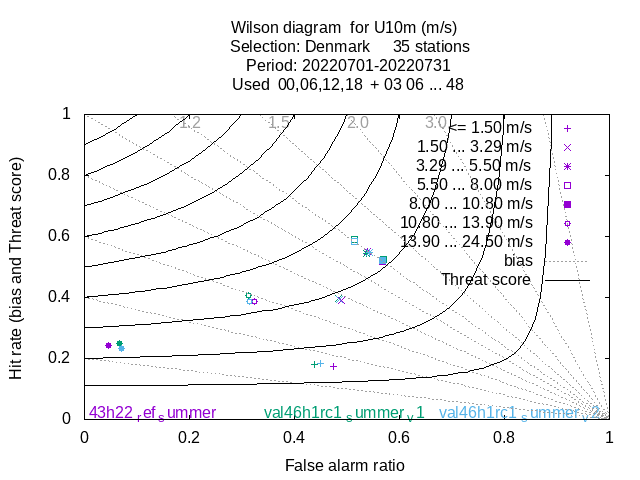 Wilson diagram for U10m (m/s)
Selection: Denmark 35 stations
Period: 20220701-20220731
Used 00,06,12,18 + 03 06 ... 48
1.2 1.5 2.0 3.0
<= 1.50 m/s
1.50 ... 3.29 m/s
3.29 ... 5.50 m/s
5.50 ... 8.00 m/s
8.00 ... 10.80 m/s
10.80 ... 13.90 m/s
13.90 ... 24.50 m/s
bias
Threat score
Hit rate (bias and Threat score)
1
0.8
0.6
0.4
0.2
0
43h22refsummer val46h1rc1summerv1 val46h1rc1summerv2
0 0.2 0.4 0.6 0.8 1
False alarm ratio